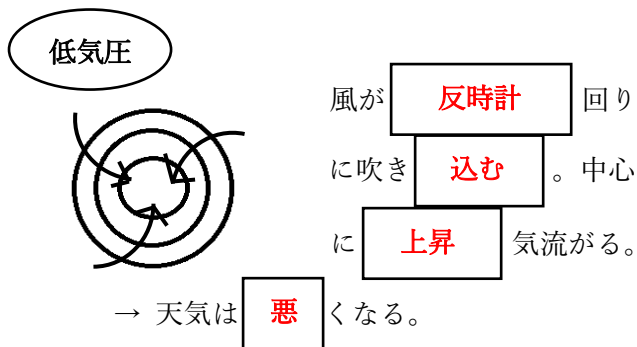 低気圧
風が 反時計 回り
に吹き 込む 。中心
に 上昇 気流がる。
→ 天気は 悪 くなる。